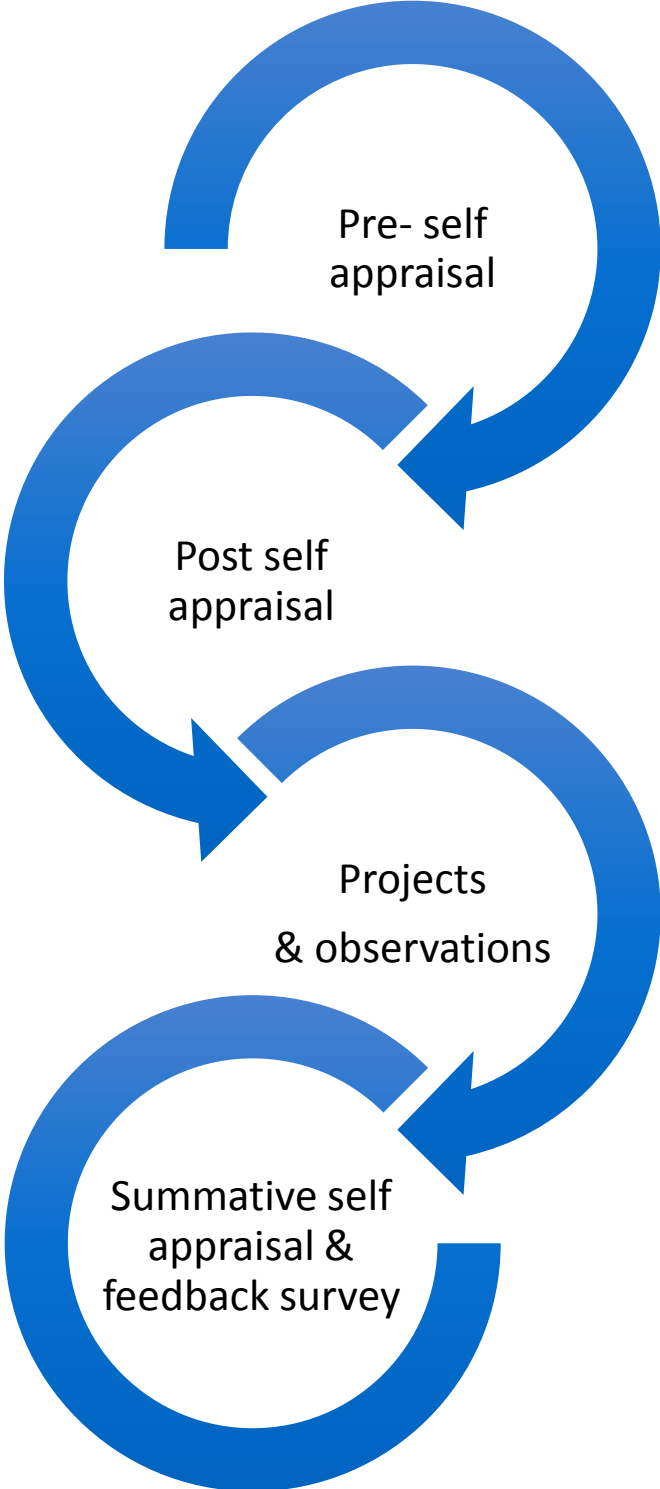 Pre- self
appraisal
Post self
appraisal
Projects
& observations
Summative self
appraisal &
feedback survey